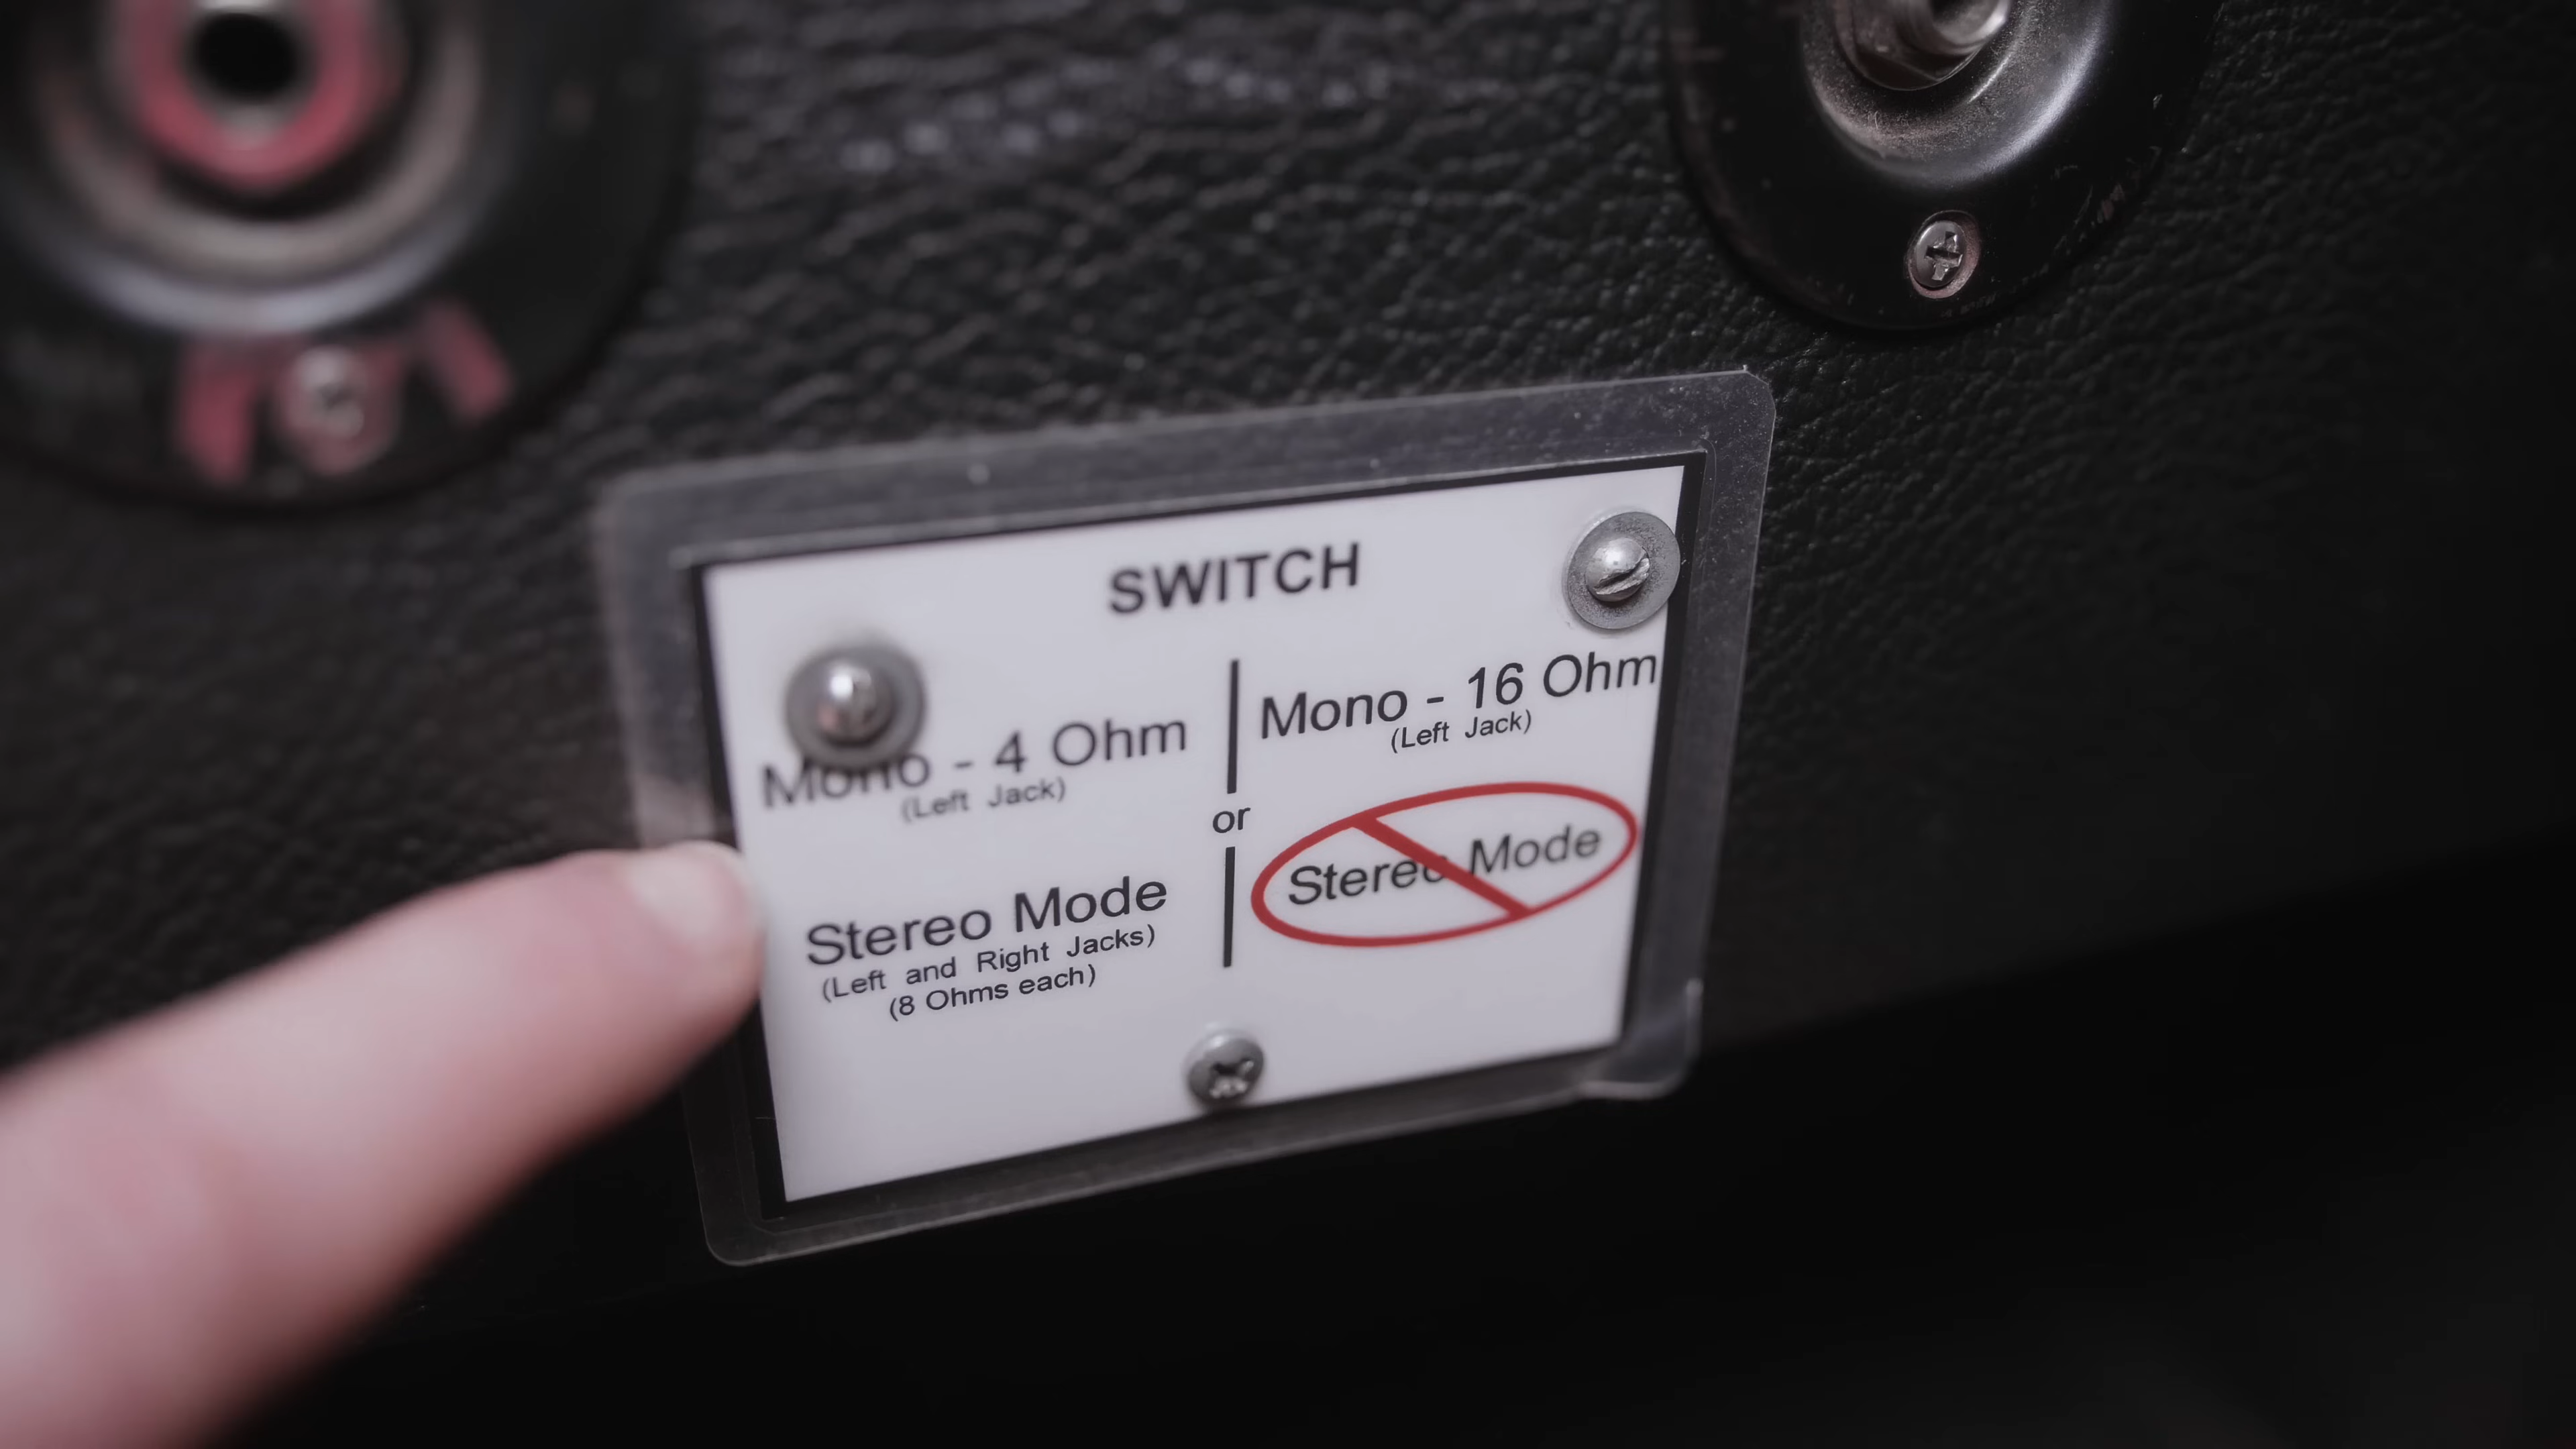 SWITCH
Mono - 4 Ohm
(Left Jack)
Stereo Mode
(Left and Right Jacks)
(8 Ohms each)
or
Mono - 16 Ohm
(Left Jack)
Stereo Mode